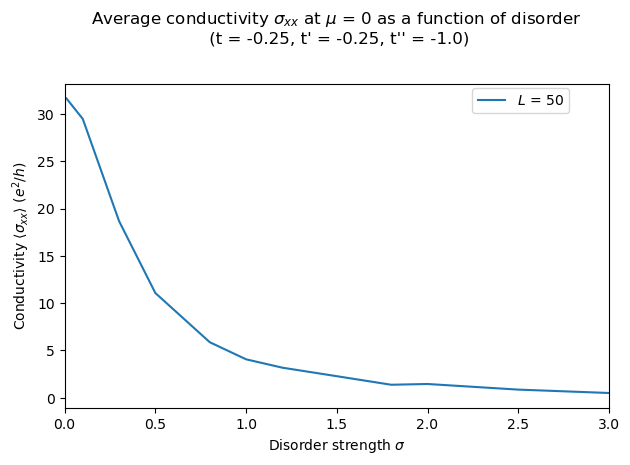 Average conductivity σxx at μ = 0 as a function of disorder
(t = -0.25, t' = -0.25, t'' = -1.0)
L = 50
Conductivity ⟨σxx⟩ (e²/h)
30
25
20
15
10
5
0
0.0 0.5 1.0 1.5 2.0 2.5 3.0
Disorder strength σ